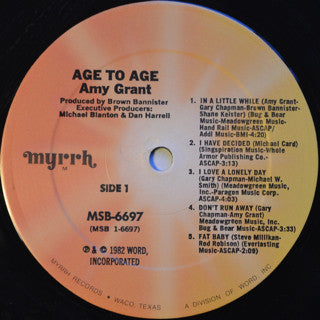 AGE TO AGE
Amy Grant
Produced by Brown Bannister
Executive Producers:
Michael Blanton & Dan Harrell
myrrh
M
SIDE 1
MSB-6697
(MSB 1-6697)
℗ & © 1982 WORD,
INCORPORATED
1. IN A LITTLE WHILE (Amy Grant-
Gary Chapman-Brown Bannister-
Shane Keister) (Bug & Bear
Music-Meadowgreen Music-
Hand Rail Music-ASCAP/
Addl Music-BMI-4:20)
2. I HAVE DECIDED (Michael Card)
(Singspiration Music-Whole
Armor Publishing Co.-
ASCAP-3:13)
3. I LOVE A LONELY DAY
(Gary Chapman-Michael W.
Smith) (Meadowgreen Music,
Inc.-Paragon Music Corp.
ASCAP-4:03)
4. DON'T RUN AWAY (Gary
Chapman-Amy Grant)
(Meadowgreen Music, Inc.
Bug & Bear Music-ASCAP-3:33)
5. FAT BABY (Steve Millikan-
Rod Robison) (Everlasting
Music-ASCAP-2:09)
MYRRH RECORDS • WACO, TEXAS
A DIVISION OF WORD, INC.